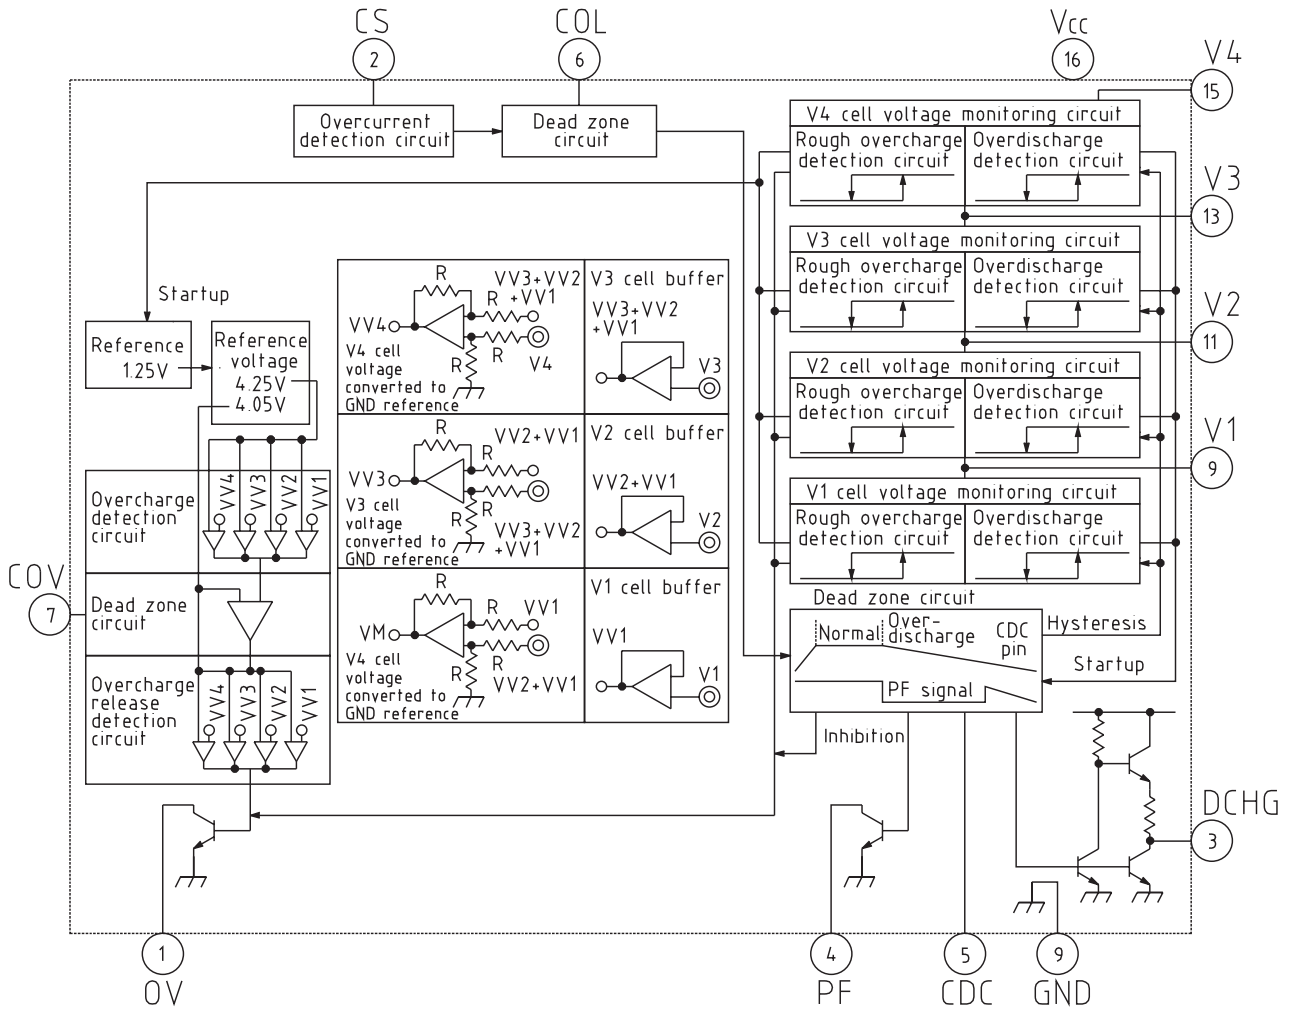 CS
2
COL
6
Vcc
16
V4
15
V3
13
V2
11
V1
9
Overcurrent
detection circuit
Dead zone
circuit
V4 cell voltage monitoring circuit
Rough overcharge
detection circuit
Overdischarge
detection circuit
V3 cell voltage monitoring circuit
Rough overcharge
detection circuit
Overdischarge
detection circuit
V2 cell voltage monitoring circuit
Rough overcharge
detection circuit
Overdischarge
detection circuit
V1 cell voltage monitoring circuit
Rough overcharge
detection circuit
Overdischarge
detection circuit
Startup
Reference
1.25V
Reference
voltage
4.25V
4.05V
R
VV3+VV2
+VV1
R
VV4
R
R
V4
V4 cell
voltage
converted to
GND reference
V3 cell buffer
VV3+VV2
+VV1
V3
R
VV2+VV1
R
VV3
R
R
VV3+VV2
+VV1
V3 cell
voltage
converted to
GND reference
V2 cell buffer
VV2+VV1
V2
R
R
VV1
VM
R
R
VV2+VV1
V4 cell
voltage
converted to
GND reference
V1 cell buffer
VV1
V1
Overcharge
detection
circuit
VV4
VV3
VV2
VV1
COV
7
Dead zone
circuit
Overcharge
release
detection
circuit
VV4
VV3
VV2
VV1
Dead zone circuit
Normal
Over-
discharge
CDC
pin
PF signal
Hysteresis
Startup
Inhibition
DCHG
3
1
OV
4
PF
5
CDC
9
GND